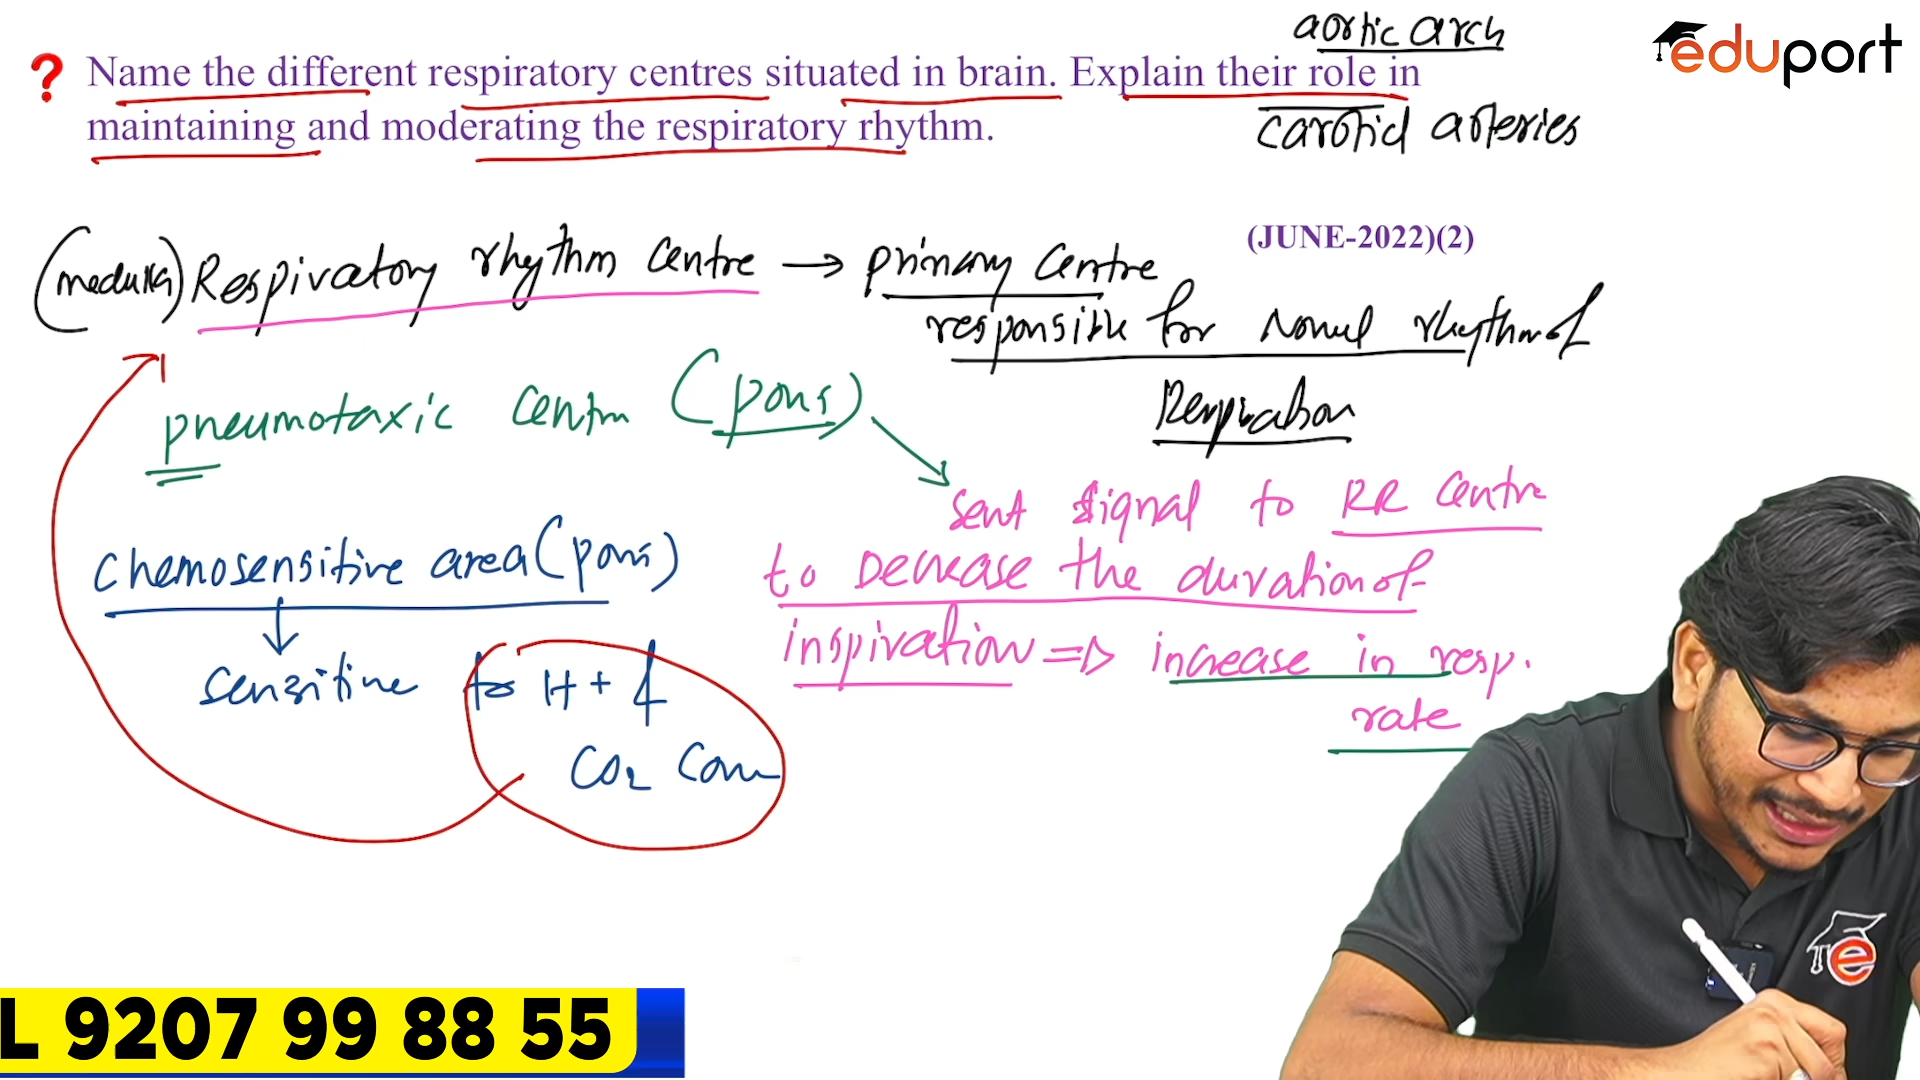 aortic arch
eduport
? Name the different respiratory centres situated in brain. Explain their role in
maintaining and moderating the respiratory rhythm.
carotid arteries
(JUNE-2022)(2)
(medulla) Respiratory rhythm centre → primary centre
responsible for Normal rhythm of
Respiration
pneumotaxic centre (pons)
sent signal to RR centre
to Decrease the duration of
inspiration ⇒ increase in resp.
rate
chemosensitive area (pons)
sensitive to H+ &
CO2 Conc
e
L 9207 99 88 55